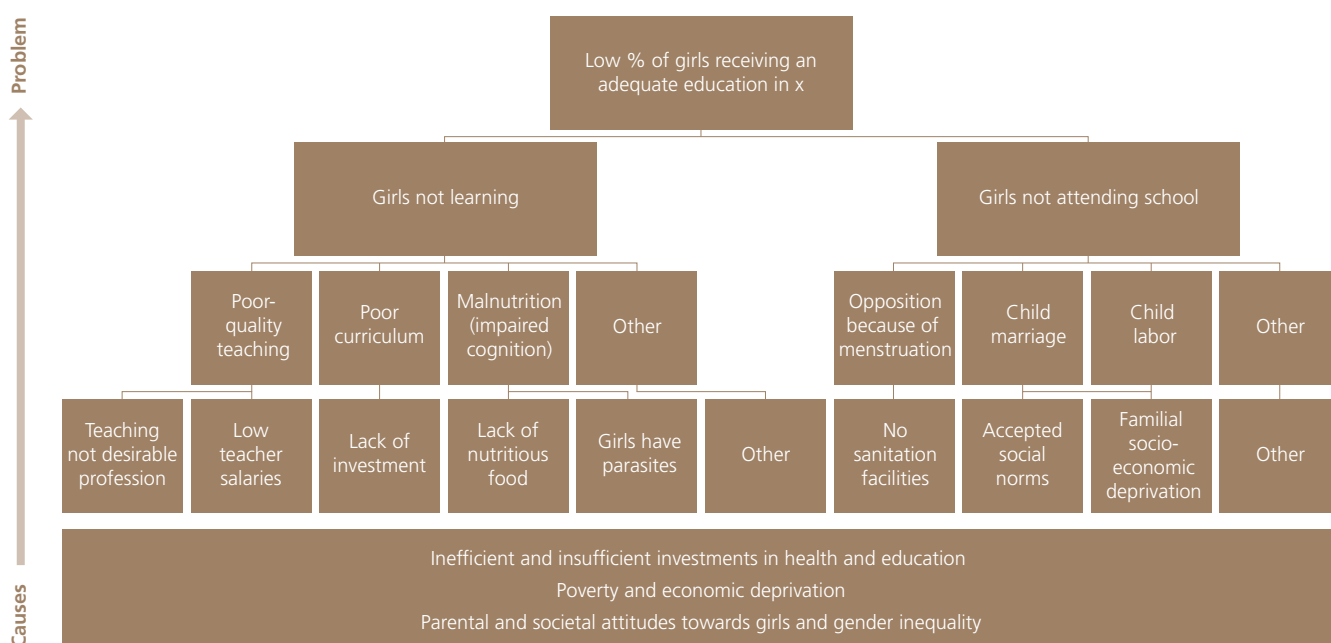 Problem
Low % of girls receiving an
adequate education in x
Girls not learning
Girls not attending school
Poor-
quality
teaching
Poor
curriculum
Malnutrition
(impaired
cognition)
Other
Opposition
because of
menstruation
Child
marriage
Child
labor
Other
Teaching
not desirable
profession
Low
teacher
salaries
Lack of
investment
Lack of
nutritious
food
Girls have
parasites
Other
No
sanitation
facilities
Accepted
social
norms
Familial
socio-
economic
deprivation
Other
Inefficient and insufficient investments in health and education
Poverty and economic deprivation
Parental and societal attitudes towards girls and gender inequality
Causes